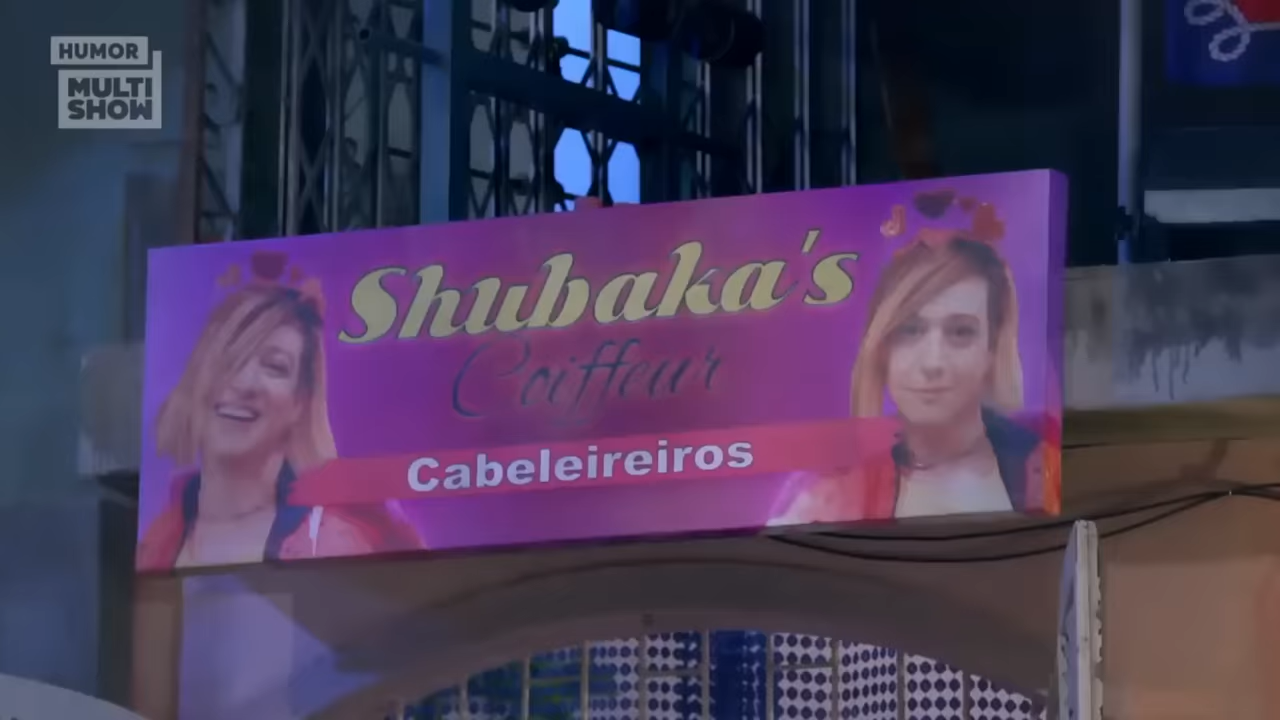 HUMOR
MULTI
SHOW
Shubaka's
Coiffeur
Cabeleireiros